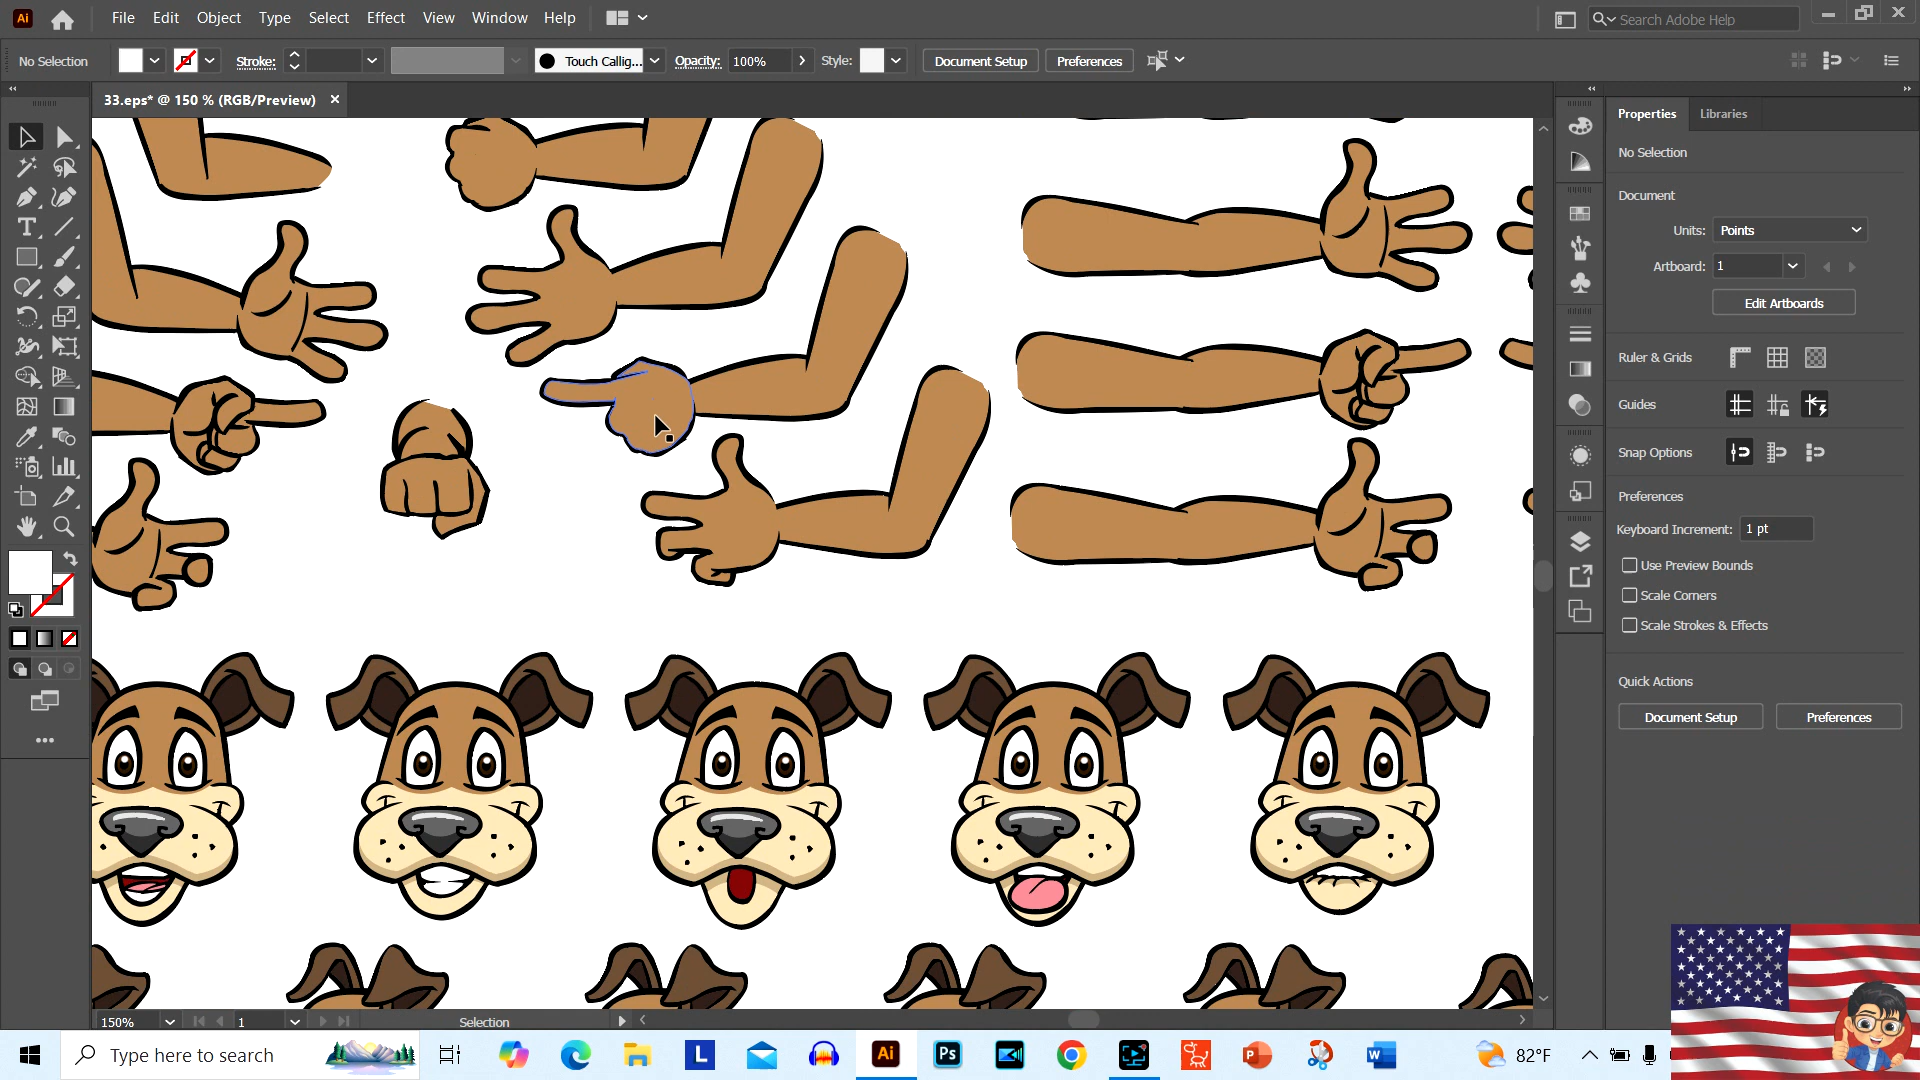 Ai File Edit Object Type Select Effect View Window Help Search Adobe Help
No Selection Stroke: Touch Callig... Opacity: 100% Style: Document Setup Preferences
33.eps* @ 150 % (RGB/Preview) ×
Properties Libraries
No Selection
Document
Units: Points
Artboard: 1
Edit Artboards
Ruler & Grids
Guides
Snap Options
Preferences
Keyboard Increment: 1 pt
Use Preview Bounds
Scale Corners
Scale Strokes & Effects
Quick Actions
Document Setup Preferences
150% 1 Selection
Type here to search L Ai Ps P W 82°F